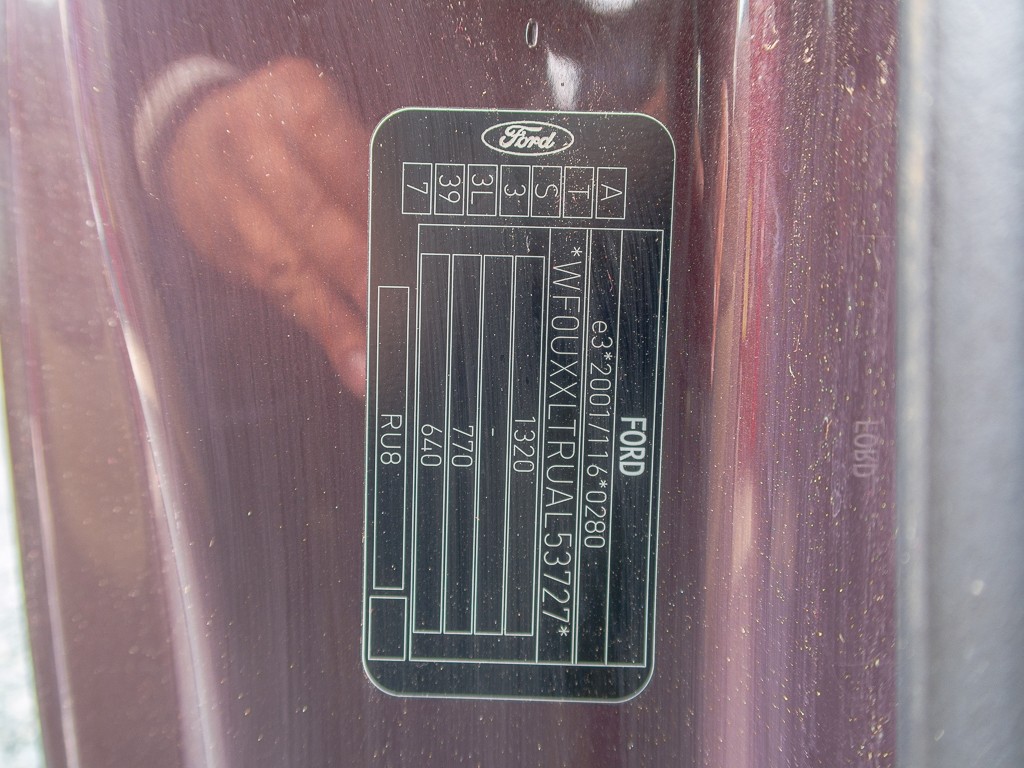 Ford
A
T
S
3
3L
39
7
FORD
e3*2001/116*0280
*WF0UXXLTRUAL53727*
1320
770
640
RU8